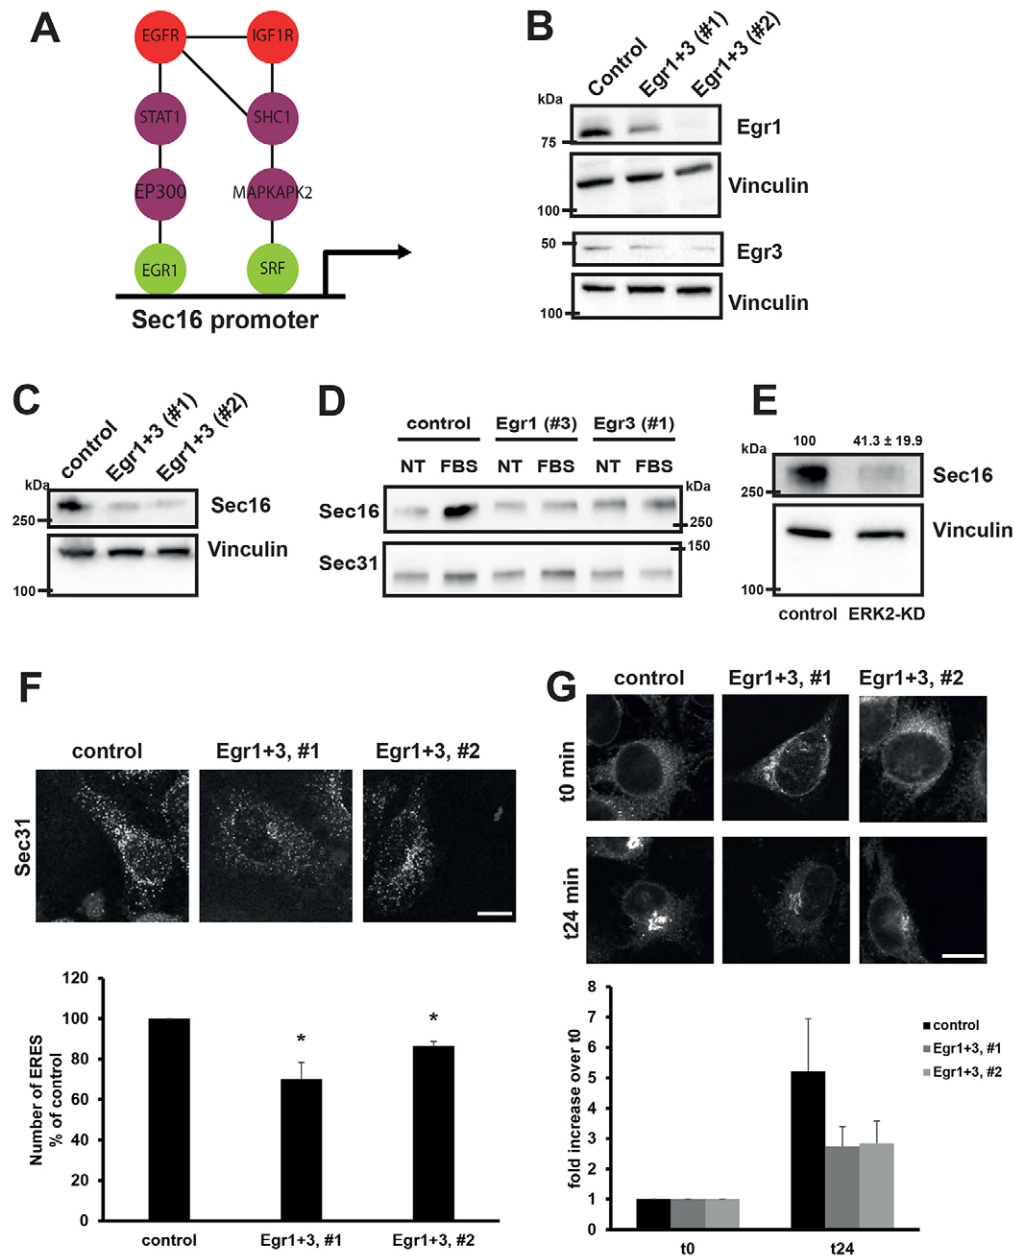 A
EGFR
IGF1R
STAT1
SHC1
EP300
MAPKAPK2
EGR1
SRF
Sec16 promoter
B
Control
Egr1+3 (#1)
Egr1+3 (#2)
kDa
75
Egr1
Vinculin
100
50
Egr3
Vinculin
100
C
control
Egr1+3 (#1)
Egr1+3 (#2)
kDa
Sec16
250
Vinculin
100
D
control Egr1 (#3) Egr3 (#1)
NT FBS NT FBS NT FBS
kDa
Sec16
250
150
Sec31
E
100 41.3 ± 19.9
kDa
Sec16
250
Vinculin
100
control ERK2-KD
F
control Egr1+3, #1 Egr1+3, #2
Sec31
Number of ERES
% of control
120
100
80
60
40
20
0
*
*
control Egr1+3, #1 Egr1+3, #2
G
control Egr1+3, #1 Egr1+3, #2
t0 min
t24 min
fold increase over t0
8
7
6
5
4
3
2
1
0
control
Egr1+3, #1
Egr1+3, #2
t0 t24